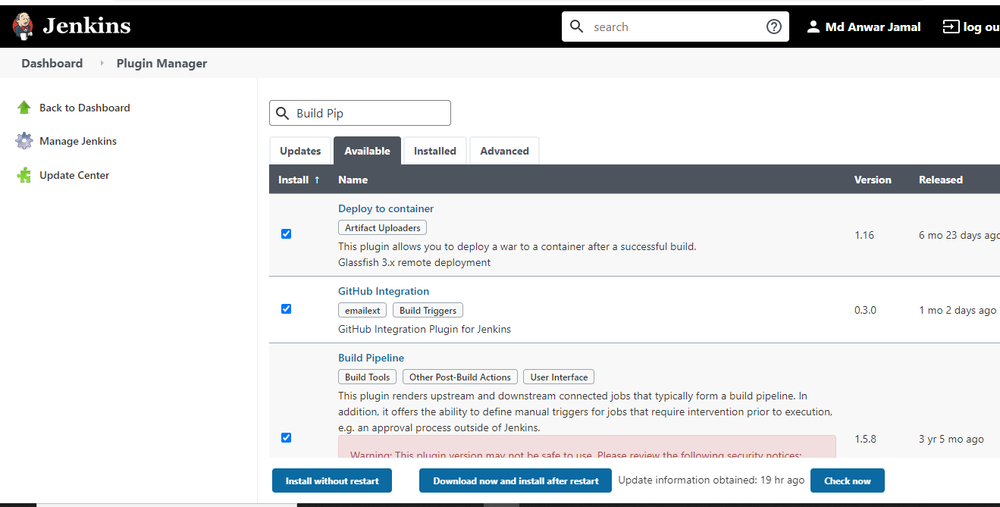 Jenkins
search
Md Anwar Jamal
log ou
Dashboard
Plugin Manager
Back to Dashboard
Manage Jenkins
Update Center
Build Pip
Updates
Available
Installed
Advanced
Install ↑ Name Version Released
Deploy to container
Artifact Uploaders
This plugin allows you to deploy a war to a container after a successful build.
Glassfish 3.x remote deployment
1.16
6 mo 23 days ago
GitHub Integration
emailext Build Triggers
GitHub Integration Plugin for Jenkins
0.3.0
1 mo 2 days ago
Build Pipeline
Build Tools Other Post-Build Actions User Interface
This plugin renders upstream and downstream connected jobs that typically form a build pipeline. In
addition, it offers the ability to define manual triggers for jobs that require intervention prior to execution,
e.g. an approval process outside of Jenkins.
1.5.8
3 yr 5 mo ago
Warning: This plugin version may not be safe to use. Please review the following security notices:
Install without restart
Download now and install after restart
Update information obtained: 19 hr ago
Check now